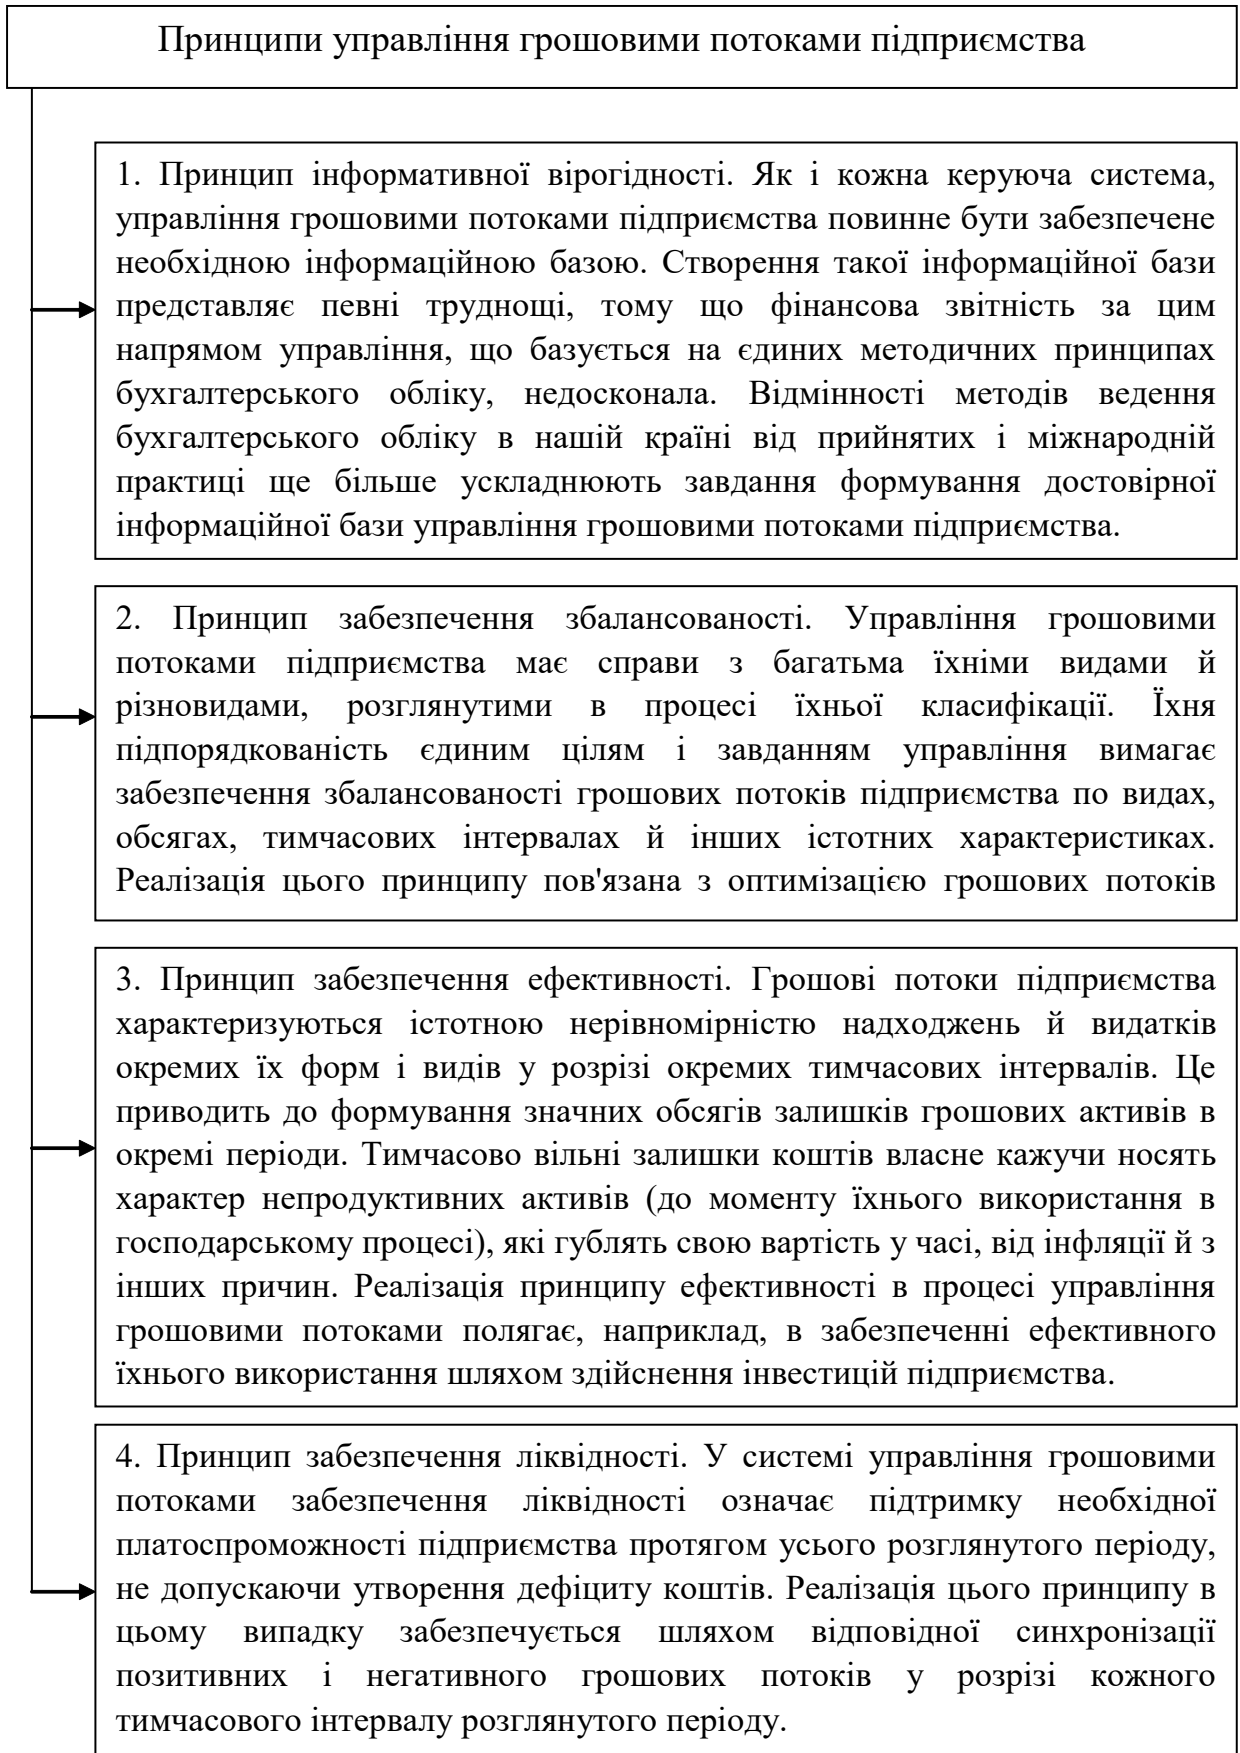 Принципи управління грошовими потоками підприємства
1. Принцип інформативної вірогідності. Як і кожна керуюча система,
управління грошовими потоками підприємства повинне бути забезпечене
необхідною інформаційною базою. Створення такої інформаційної бази
представляє певні труднощі, тому що фінансова звітність за цим
напрямом управління, що базується на єдиних методичних принципах
бухгалтерського обліку, недосконала. Відмінності методів ведення
бухгалтерського обліку в нашій країні від прийнятих і міжнародній
практиці ще більше ускладнюють завдання формування достовірної
інформаційної бази управління грошовими потоками підприємства.
2. Принцип забезпечення збалансованості. Управління грошовими
потоками підприємства має справи з багатьма їхніми видами й
різновидами, розглянутими в процесі їхньої класифікації. Їхня
підпорядкованість єдиним цілям і завданням управління вимагає
забезпечення збалансованості грошових потоків підприємства по видах,
обсягах, тимчасових інтервалах й інших істотних характеристиках.
Реалізація цього принципу пов'язана з оптимізацією грошових потоків
3. Принцип забезпечення ефективності. Грошові потоки підприємства
характеризуються істотною нерівномірністю надходжень й видатків
окремих їх форм і видів у розрізі окремих тимчасових інтервалів. Це
приводить до формування значних обсягів залишків грошових активів в
окремі періоди. Тимчасово вільні залишки коштів власне кажучи носять
характер непродуктивних активів (до моменту їхнього використання в
господарському процесі), які гублять свою вартість у часі, від інфляції й з
інших причин. Реалізація принципу ефективності в процесі управління
грошовими потоками полягає, наприклад, в забезпеченні ефективного
їхнього використання шляхом здійснення інвестицій підприємства.
4. Принцип забезпечення ліквідності. У системі управління грошовими
потоками забезпечення ліквідності означає підтримку необхідної
платоспроможності підприємства протягом усього розглянутого періоду,
не допускаючи утворення дефіциту коштів. Реалізація цього принципу в
цьому випадку забезпечується шляхом відповідної синхронізації
позитивних і негативного грошових потоків у розрізі кожного
тимчасового інтервалу розглянутого періоду.